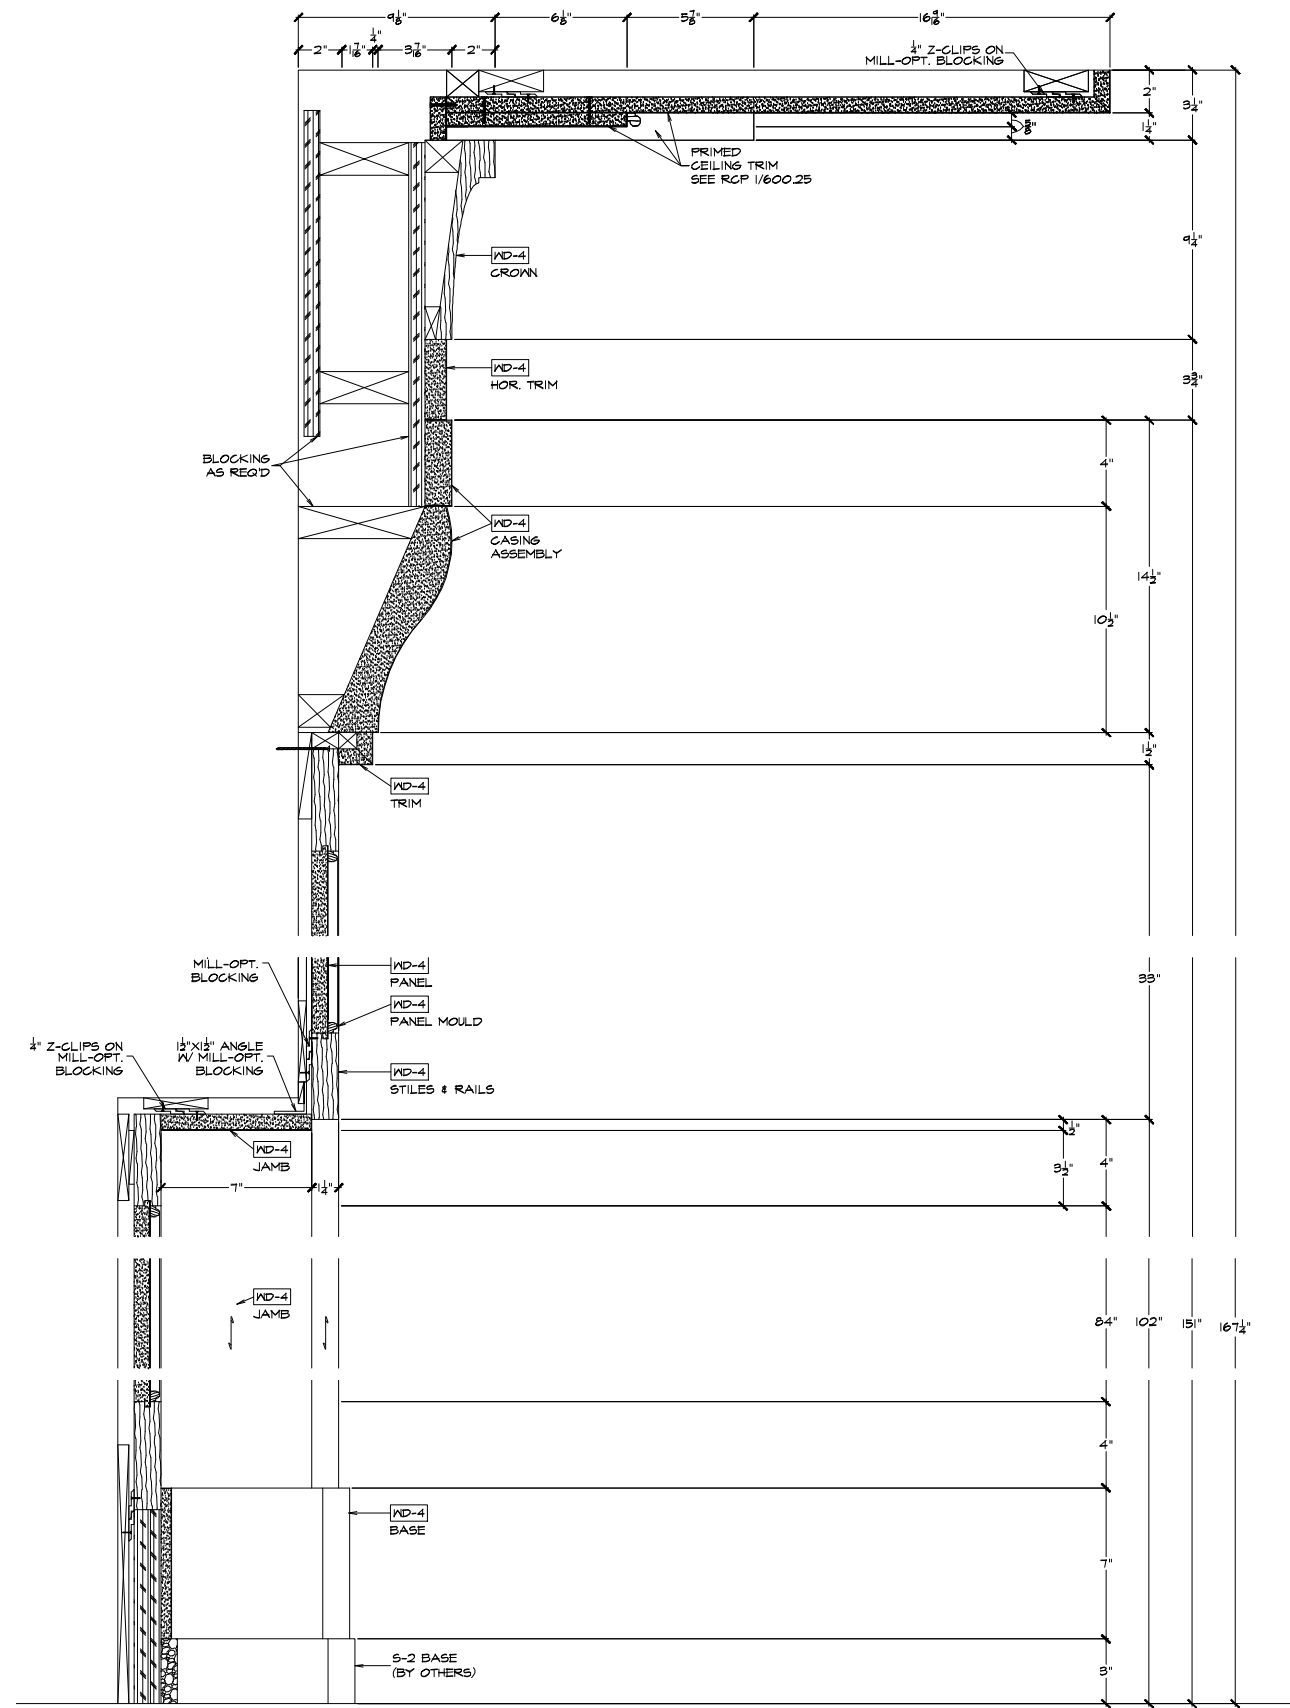 9 1/8"
6 1/8"
5 7/8"
16 9/16"
2"
1 7/16"
1/4"
3 7/16"
2"
1/4" Z-CLIPS ON
MILL-OPT. BLOCKING
2"
3 1/4"
1 1/4"
PRIMED
CEILING TRIM
SEE RCP 1/600.25
9 1/4"
WD-4
CROWN
WD-4
HOR. TRIM
3 3/4"
BLOCKING
AS REQ'D
4"
WD-4
CASING
ASSEMBLY
14 1/2"
10 1/2"
1 1/2"
WD-4
TRIM
MILL-OPT.
BLOCKING
WD-4
PANEL
33"
WD-4
PANEL MOULD
1/4" Z-CLIPS ON
MILL-OPT.
BLOCKING
1 1/2"X1 1/2" ANGLE
W/ MILL-OPT.
BLOCKING
WD-4
STILES & RAILS
1/2"
WD-4
JAMB
3 1/2"
4"
7"
1 1/4"
WD-4
JAMB
84"
102"
151"
167 1/4"
4"
WD-4
BASE
7"
S-2 BASE
(BY OTHERS)
3"